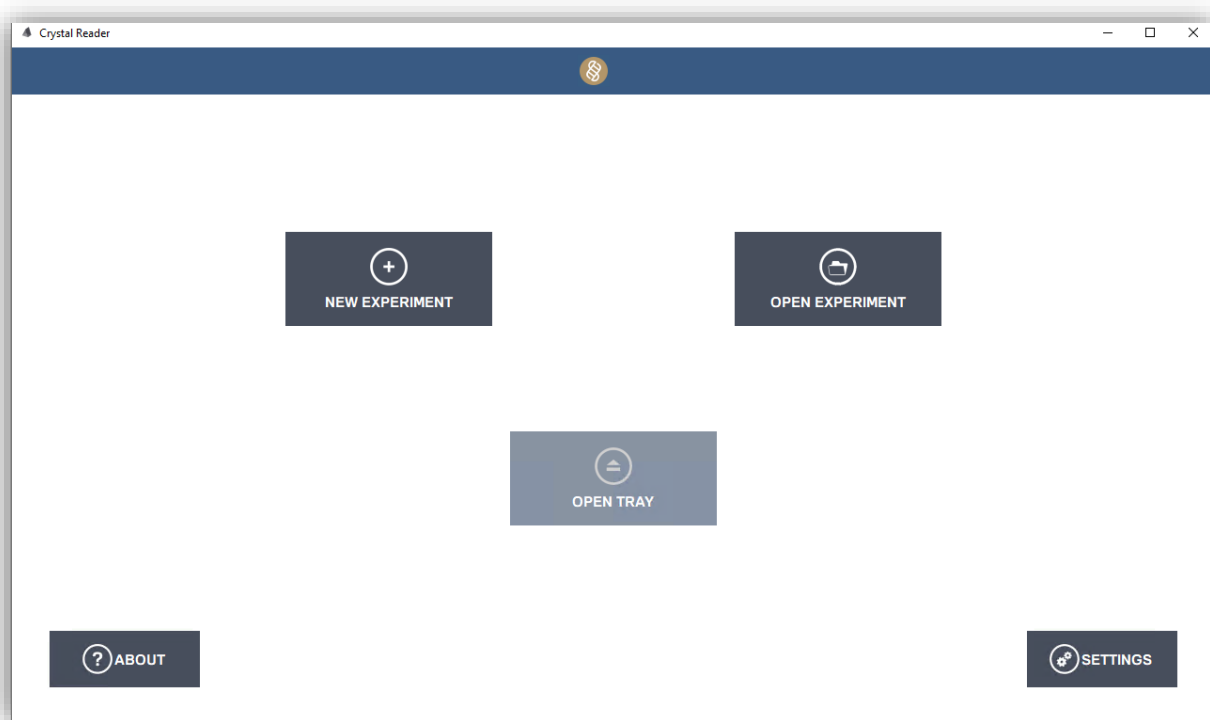 Crystal Reader
NEW EXPERIMENT
OPEN EXPERIMENT
OPEN TRAY
ABOUT
SETTINGS